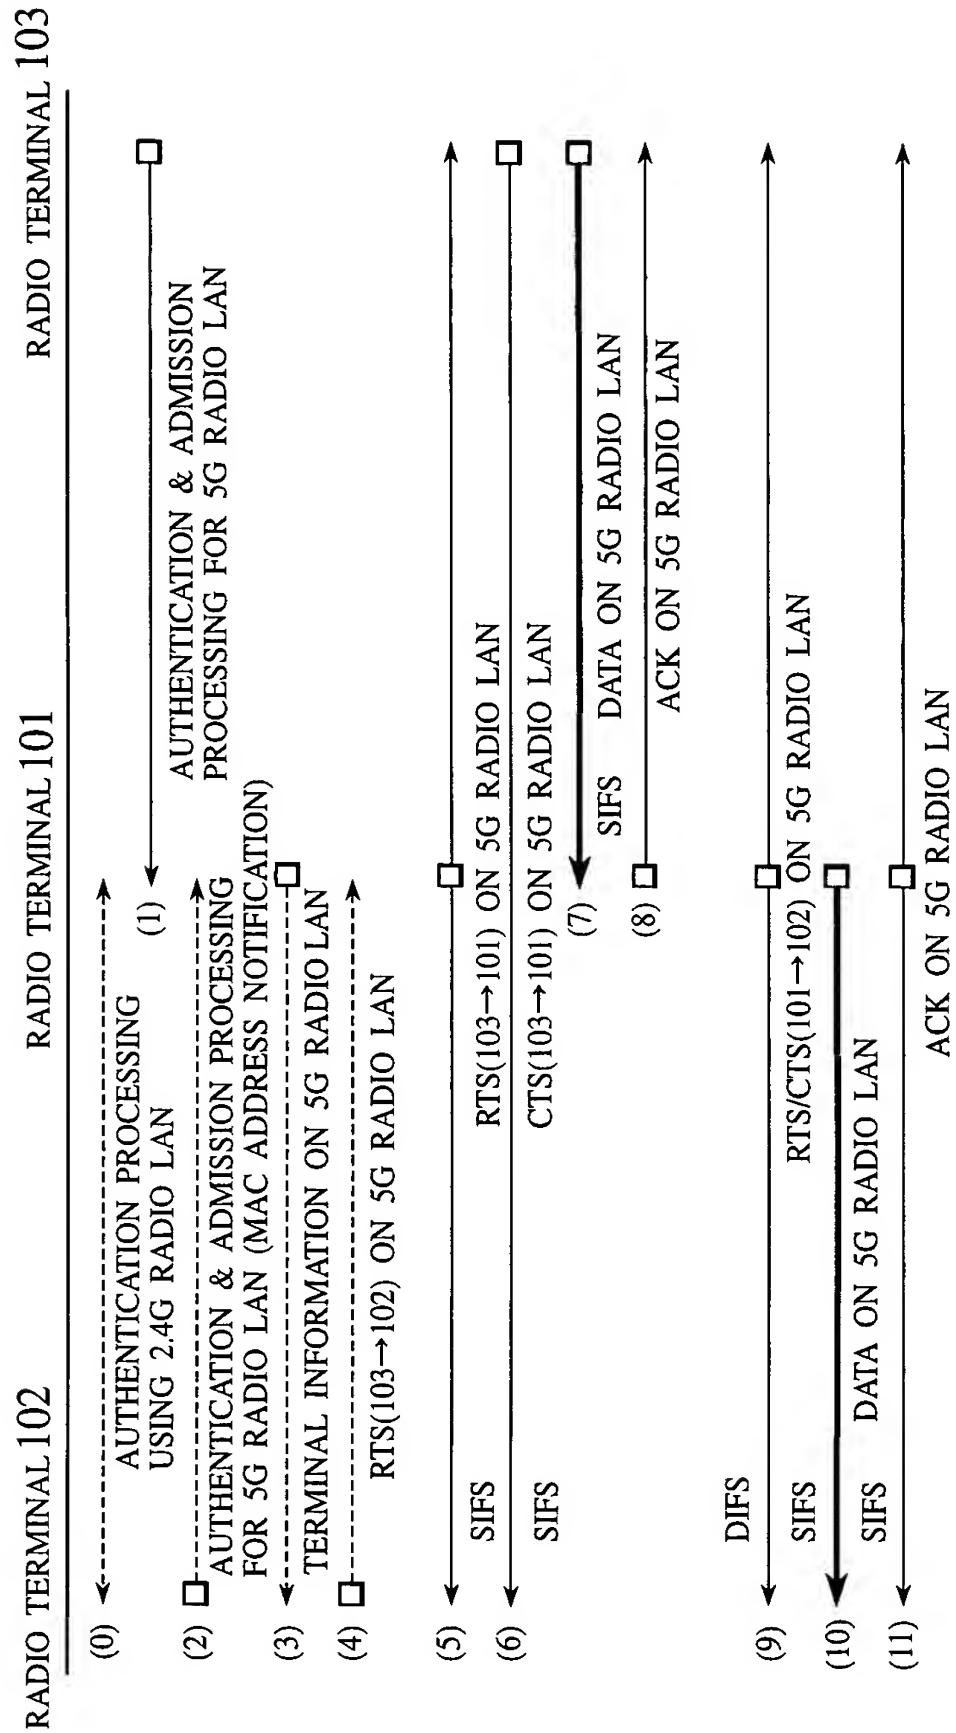 RADIO TERMINAL 102
RADIO TERMINAL 101
RADIO TERMINAL 103
(0)
AUTHENTICATION PROCESSING
USING 2.4G RADIO LAN
(1)
AUTHENTICATION & ADMISSION
PROCESSING FOR 5G RADIO LAN
(2)
AUTHENTICATION & ADMISSION PROCESSING
FOR 5G RADIO LAN (MAC ADDRESS NOTIFICATION)
(3)
TERMINAL INFORMATION ON 5G RADIO LAN
(4)
RTS(103→102) ON 5G RADIO LAN
(5)
SIFS
RTS(103→101) ON 5G RADIO LAN
(6)
SIFS
CTS(103→101) ON 5G RADIO LAN
(7)
SIFS
DATA ON 5G RADIO LAN
(8)
ACK ON 5G RADIO LAN
DIFS
(9)
SIFS
RTS/CTS(101→102) ON 5G RADIO LAN
(10)
SIFS
DATA ON 5G RADIO LAN
(11)
ACK ON 5G RADIO LAN